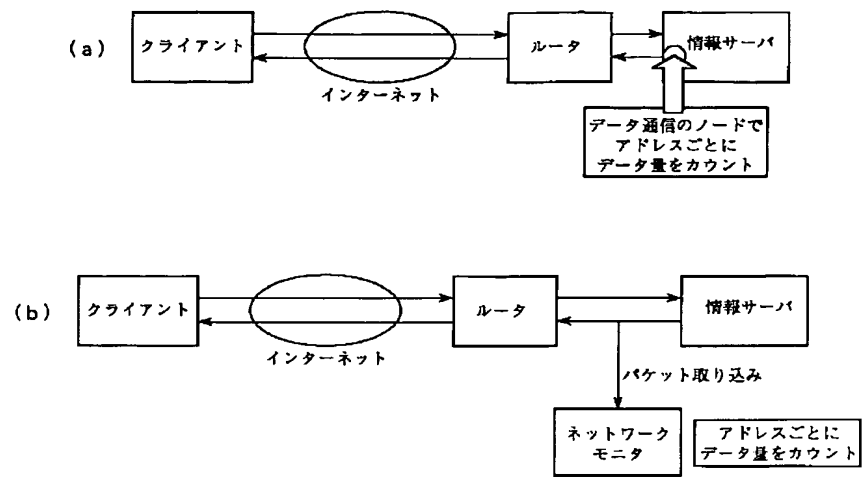 (a)
クライアント
インターネット
ルータ
情報サーバ
データ通信のノードで
アドレスごとに
データ量をカウント
(b)
クライアント
インターネット
ルータ
情報サーバ
パケット取り込み
ネットワーク
モニタ
アドレスごとに
データ量をカウント